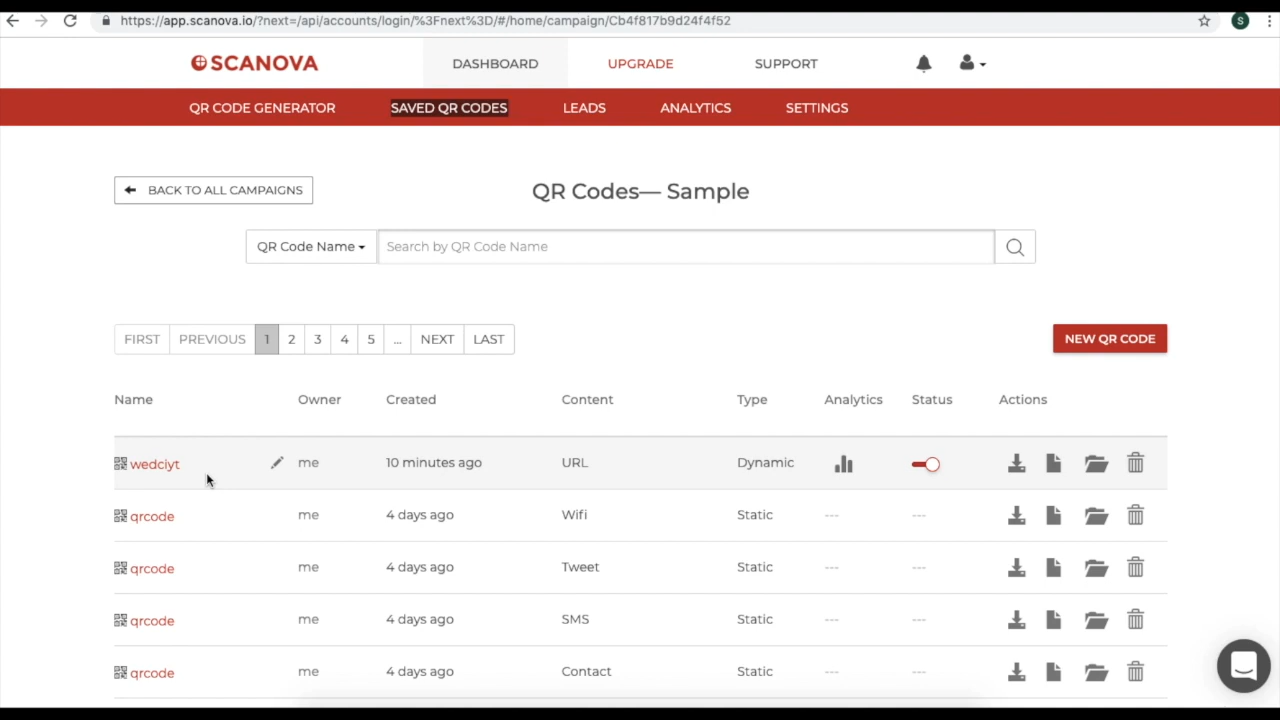 https://app.scanova.io/?next=/api/accounts/login/%3Fnext%3D/#/home/campaign/Cb4f817b9d24f4f52
S
SCANOVA DASHBOARD UPGRADE SUPPORT
QR CODE GENERATOR SAVED QR CODES LEADS ANALYTICS SETTINGS
BACK TO ALL CAMPAIGNS QR Codes— Sample
QR Code Name Search by QR Code Name
FIRST PREVIOUS 1 2 3 4 5 ... NEXT LAST NEW QR CODE
Name Owner Created Content Type Analytics Status Actions
wedciyt me 10 minutes ago URL Dynamic
qrcode me 4 days ago Wifi Static --- ---
qrcode me 4 days ago Tweet Static --- ---
qrcode me 4 days ago SMS Static --- ---
qrcode me 4 days ago Contact Static --- ---